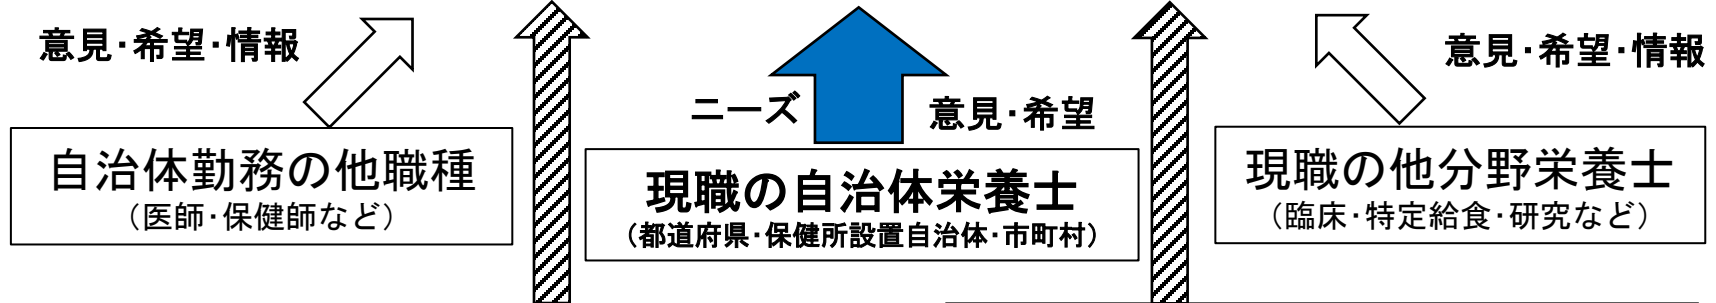 意見・希望・情報
意見・希望・情報
ニーズ
意見・希望
自治体勤務の他職種
（医師・保健師など）
現職の自治体栄養士
（都道府県・保健所設置自治体・市町村）
現職の他分野栄養士
（臨床・特定給食・研究など）